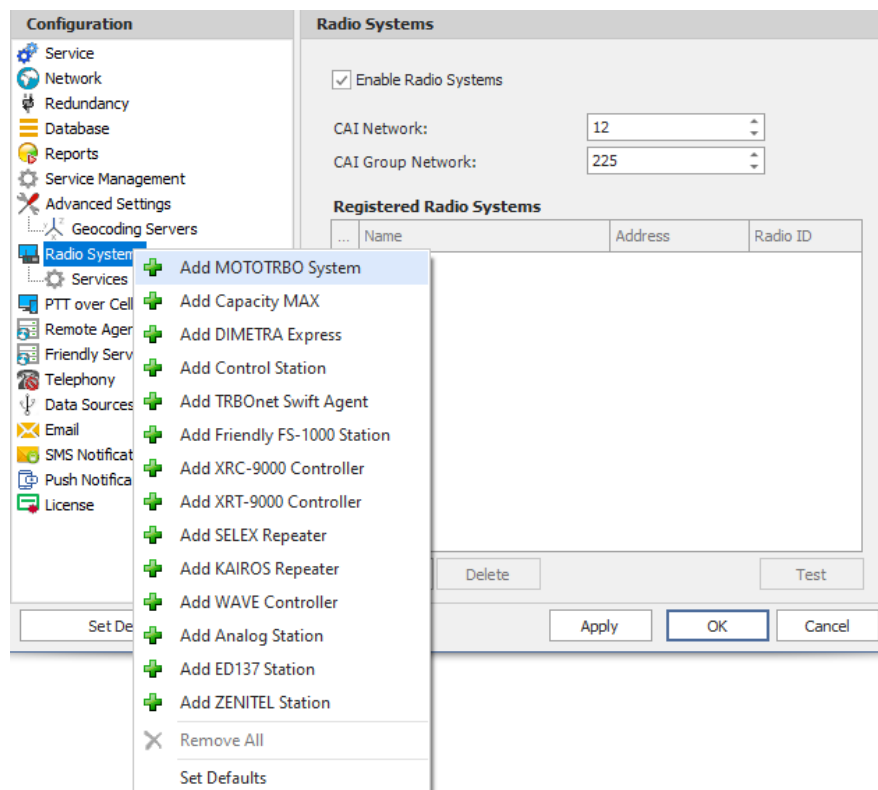 Configuration
Service
Network
Redundancy
Database
Reports
Service Management
Advanced Settings
Geocoding Servers
Radio System
Services
PTT over Cell
Remote Agen
Friendly Serv
Telephony
Data Sources
Email
SMS Notificat
Push Notifica
License
Set De
Radio Systems
Enable Radio Systems
CAI Network: 12
CAI Group Network: 225
Registered Radio Systems
... Name Address Radio ID
Delete Test
Apply OK Cancel
Add MOTOTRBO System
Add Capacity MAX
Add DIMETRA Express
Add Control Station
Add TRBOnet Swift Agent
Add Friendly FS-1000 Station
Add XRC-9000 Controller
Add XRT-9000 Controller
Add SELEX Repeater
Add KAIROS Repeater
Add WAVE Controller
Add Analog Station
Add ED137 Station
Add ZENITEL Station
Remove All
Set Defaults